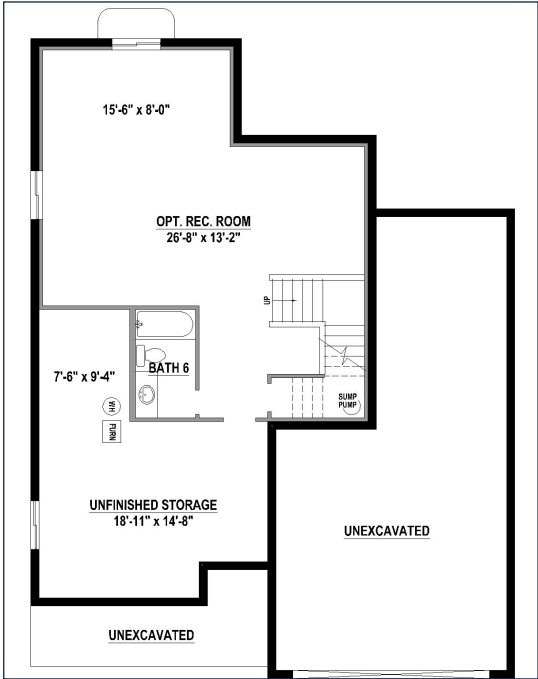 15'-6" x 8'-0"
OPT. REC. ROOM
26'-8" x 13'-2"
UP
BATH 6
7'-6" x 9'-4"
SUMP
PUMP
WH
FURN
UNFINISHED STORAGE
18'-11" x 14'-8"
UNEXCAVATED
UNEXCAVATED